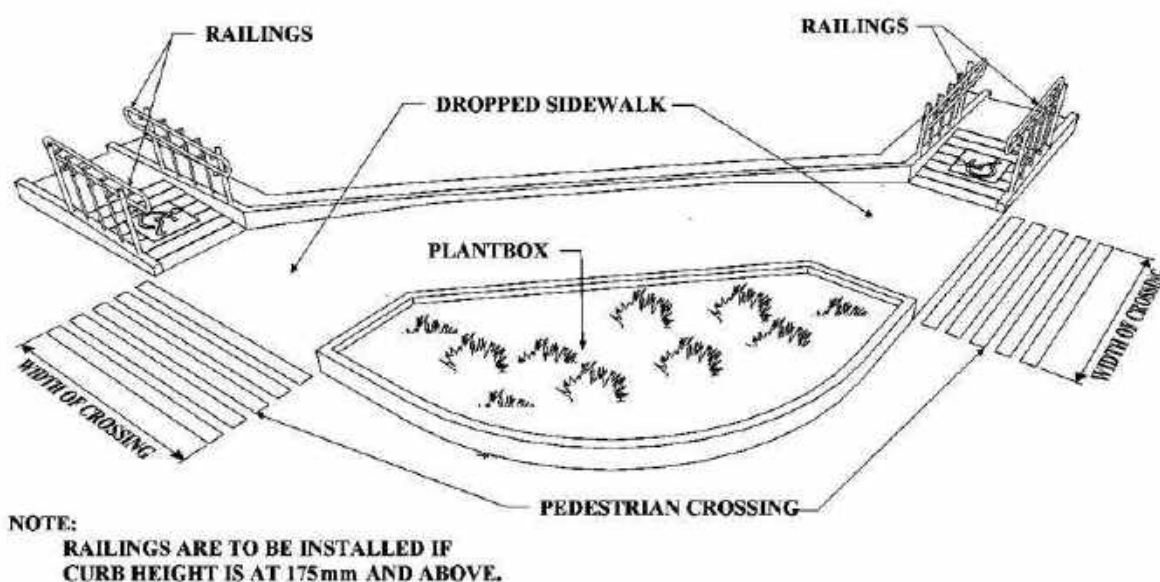 RAILINGS
RAILINGS
DROPPED SIDEWALK
PLANTBOX
WIDTH OF CROSSING
WIDTH OF CROSSING
PEDESTRIAN CROSSING
NOTE:
RAILINGS ARE TO BE INSTALLED IF
CURB HEIGHT IS AT 175mm AND ABOVE.